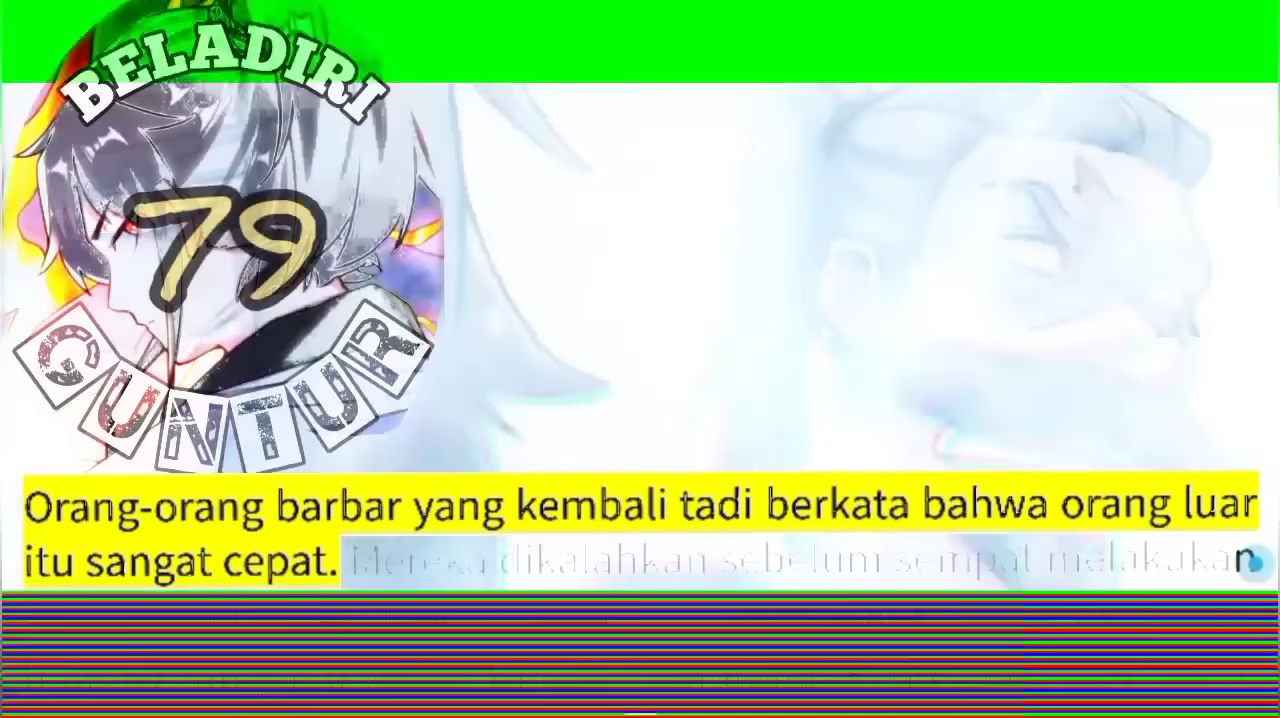 BELADIRI
79
GUNTUR
Orang-orang barbar yang kembali tadi berkata bahwa orang luar
itu sangat cepat. Mereka dikalahkan sebelum sempat melakukan